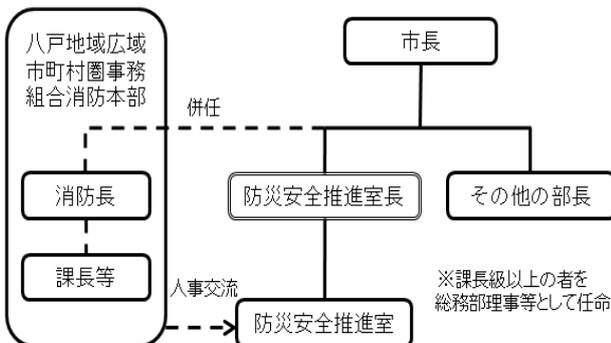 八戸地域広域
市町村圏事務
組合消防本部
市長
併任
消防長
防災安全推進室長
その他の部長
課長等
人事交流
※課長級以上の者を
総務部理事等として任命
防災安全推進室